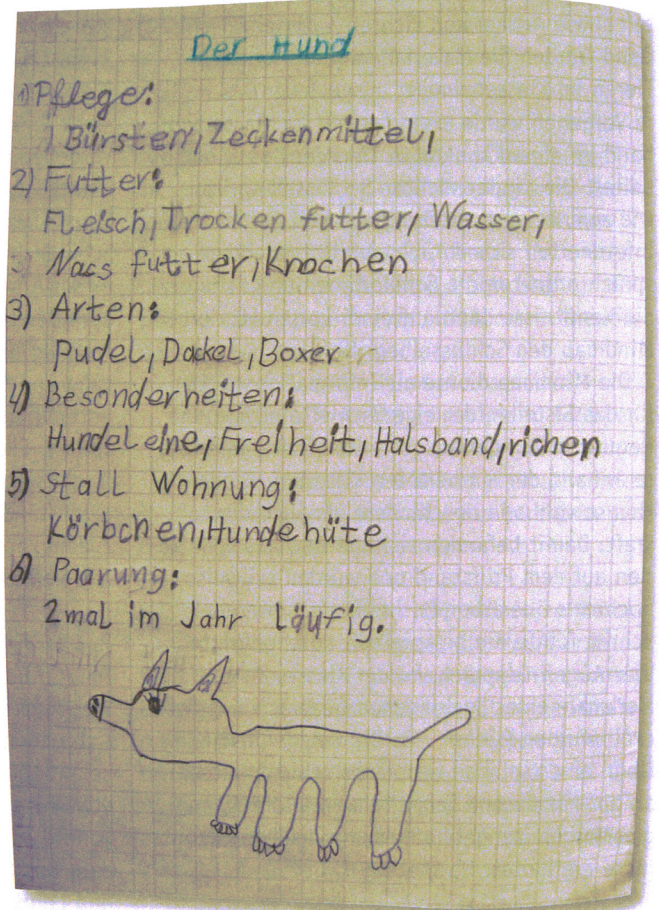 Der Hund
1) Pflege:
Bürsten, Zeckenmittel,
2) Futter:
Fleisch, Trocken futter, Wasser,
Nacs futter, Knochen
3) Arten:
Pudel, Dackel, Boxer
4) Besonderheiten:
Hundeleine, Freiheit, Halsband, richen
5) Stall Wohnung:
Körbchen, Hundehüte
6) Paarung:
2mal im Jahr Läufig.